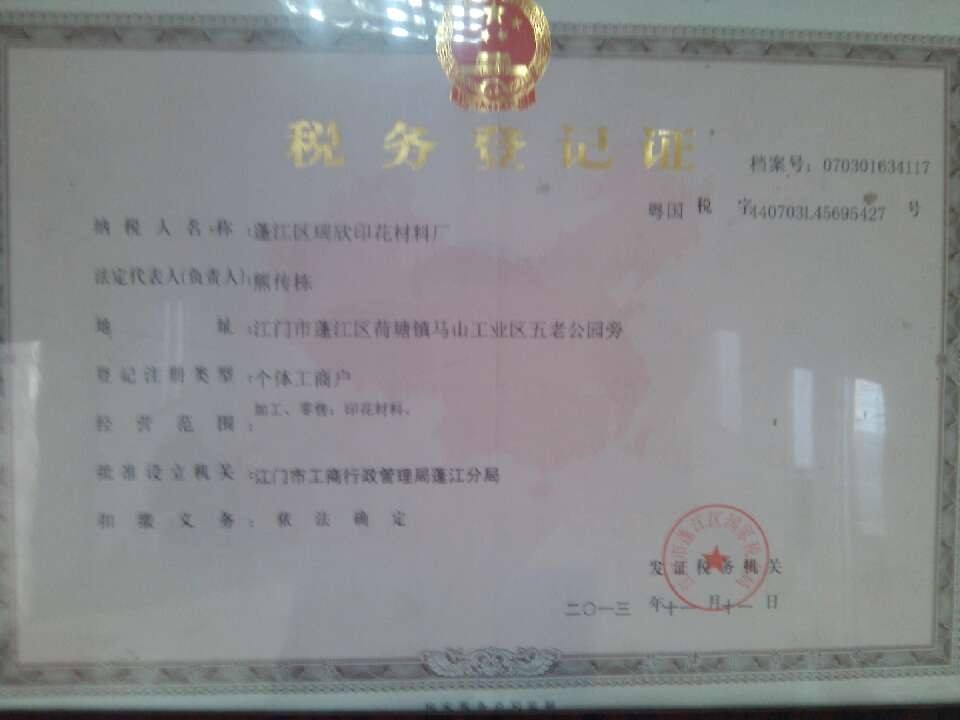 税务登记证
档案号：070301634117
粤国 税 字440703L45695427 号
纳税人名称：蓬江区瑞欣印花材料厂
法定代表人(负责人)：熊传栋
地 址：江门市蓬江区荷塘镇马山工业区五老公园旁
登记注册类型：个体工商户
经营范围：加工、零售：印花材料。
批准设立机关：江门市工商行政管理局蓬江分局
扣缴义务：依法确定
发证税务机关
二〇一三 年十一 月十一 日